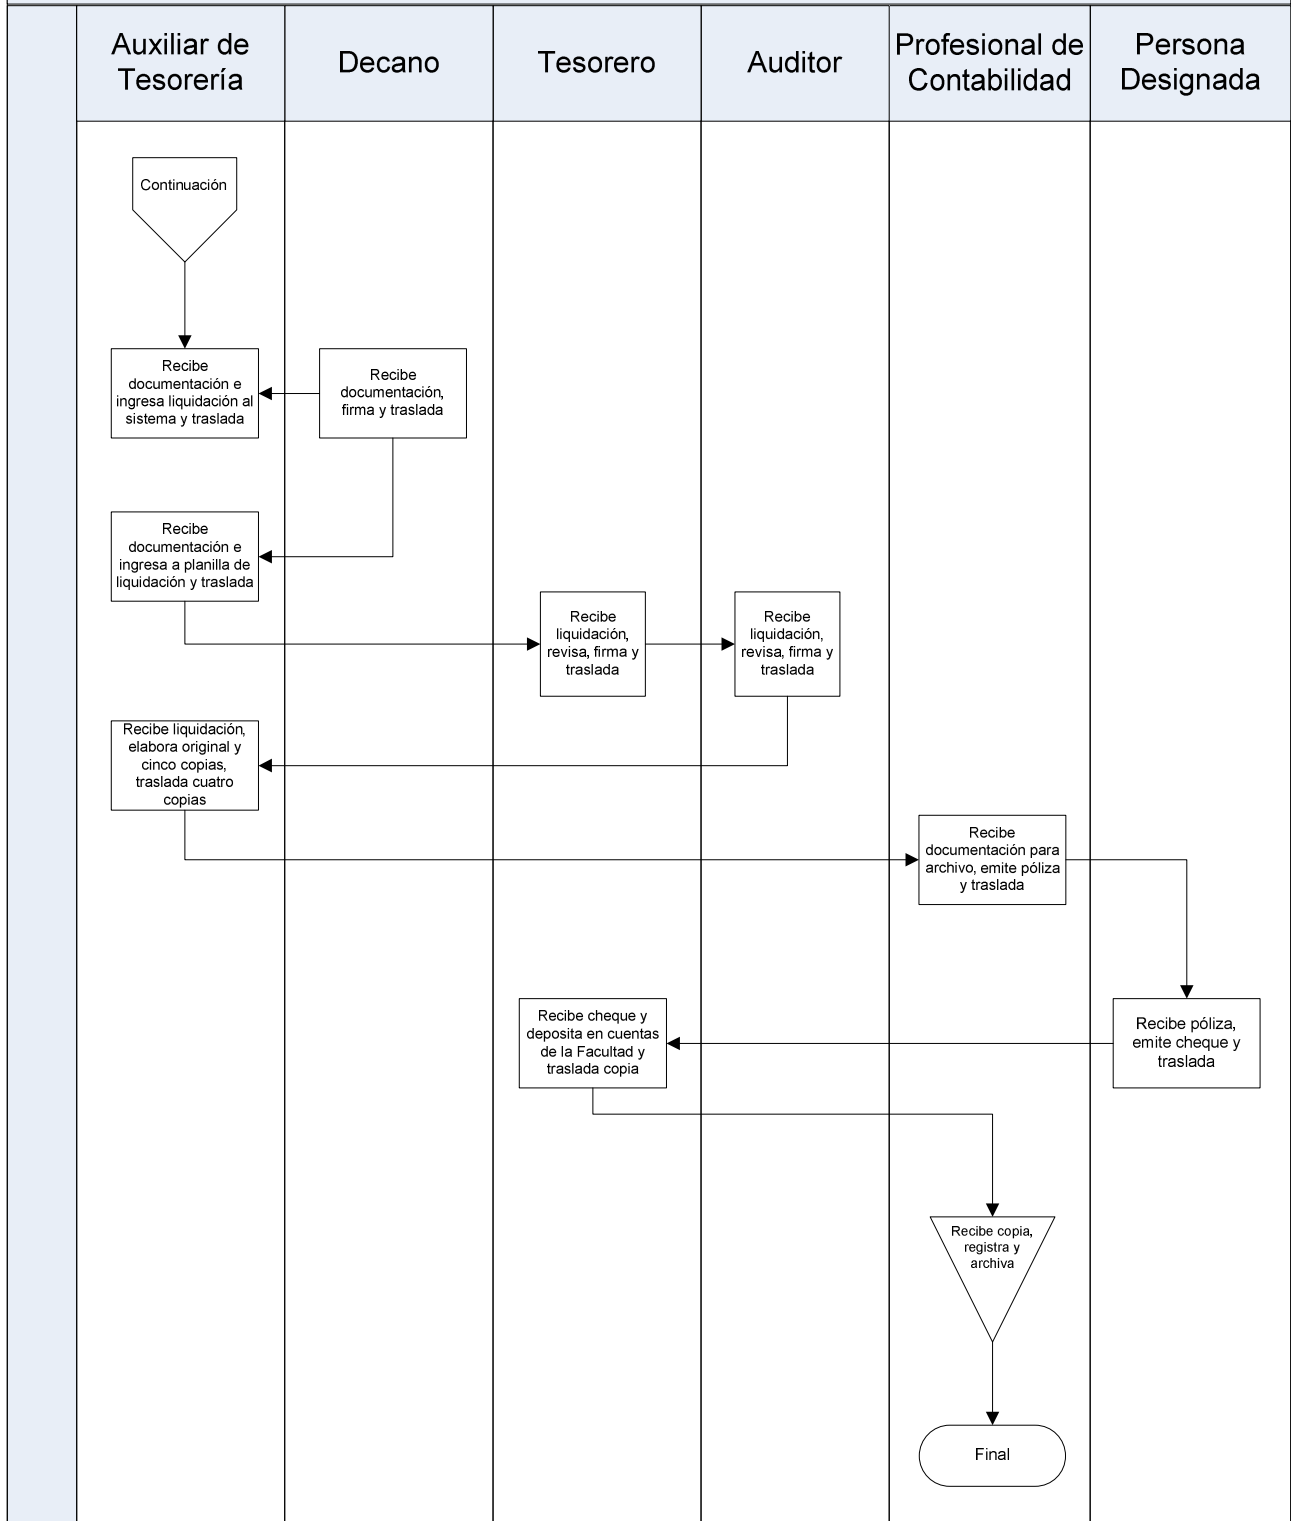 Auxiliar de
Tesorería
Decano
Tesorero
Auditor
Profesional de
Contabilidad
Persona
Designada
Continuación
Recibe
documentación e
ingresa liquidación al
sistema y traslada
Recibe
documentación,
firma y traslada
Recibe
documentación e
ingresa a planilla de
liquidación y traslada
Recibe
liquidación,
revisa, firma y
traslada
Recibe
liquidación,
revisa, firma y
traslada
Recibe liquidación,
elabora original y
cinco copias,
traslada cuatro
copias
Recibe
documentación para
archivo, emite póliza
y traslada
Recibe cheque y
deposita en cuentas
de la Facultad y
traslada copia
Recibe póliza,
emite cheque y
traslada
Recibe copia,
registra y
archiva
Final